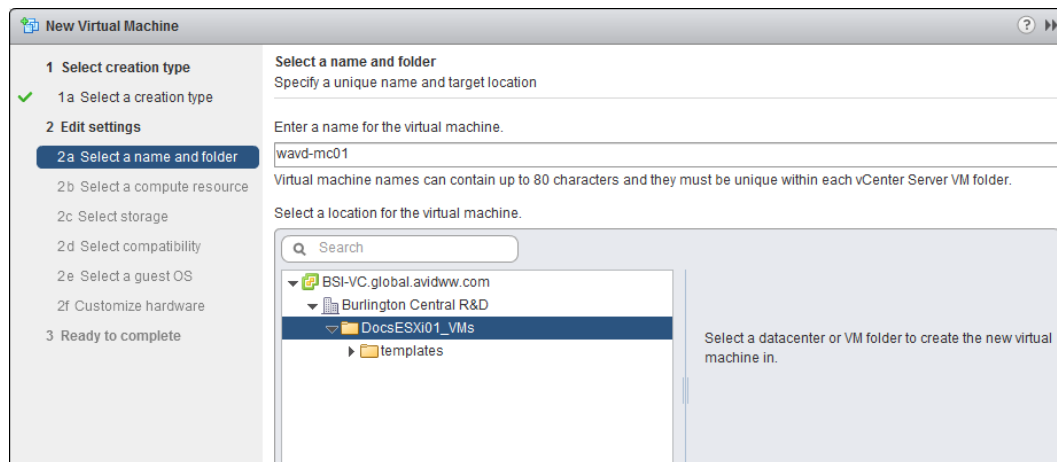 New Virtual Machine
1 Select creation type
1a Select a creation type
2 Edit settings
2a Select a name and folder
2b Select a compute resource
2c Select storage
2d Select compatibility
2e Select a guest OS
2f Customize hardware
3 Ready to complete
Select a name and folder
Specify a unique name and target location
Enter a name for the virtual machine.
wavd-mc01
Virtual machine names can contain up to 80 characters and they must be unique within each vCenter Server VM folder.
Select a location for the virtual machine.
Search
BSI-VC.global.avidww.com
Burlington Central R&D
DocsESXi01_VMs
templates
Select a datacenter or VM folder to create the new virtual
machine in.